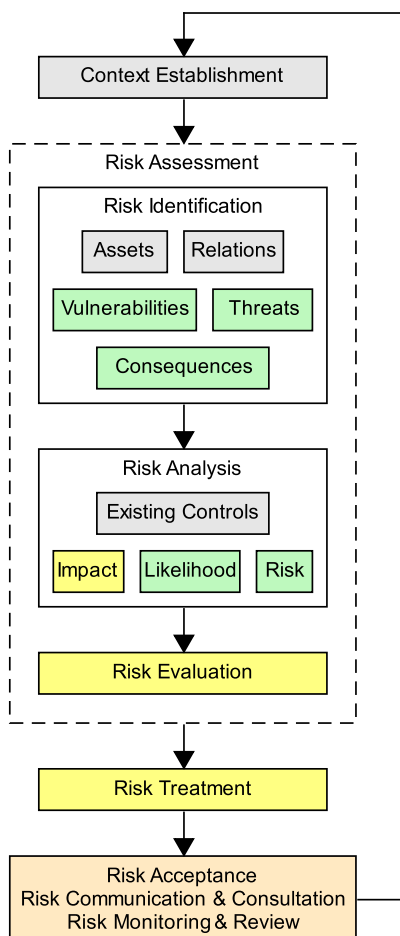 Context Establishment
Risk Assessment
Risk Identification
Assets Relations
Vulnerabilities Threats
Consequences
Risk Analysis
Existing Controls
Impact Likelihood Risk
Risk Evaluation
Risk Treatment
Risk Acceptance
Risk Communication & Consultation
Risk Monitoring & Review